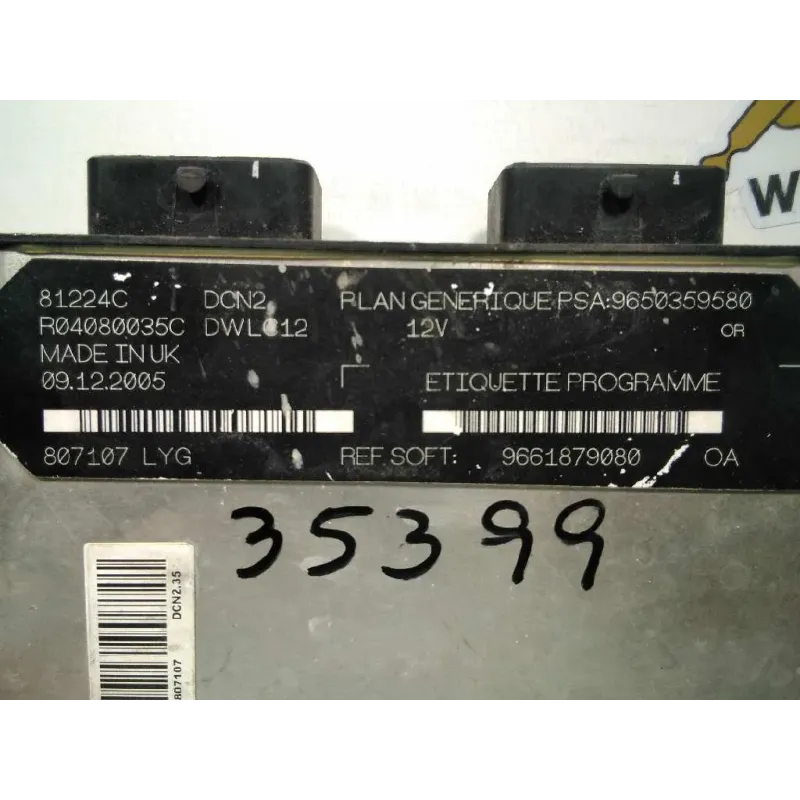 W
81224C DCN2 PLAN GENERIQUE PSA:9650359580
R04080035C DWLC12 12V OR
MADE IN UK
09.12.2005 ETIQUETTE PROGRAMME
807107 LYG REF SOFT: 9661879080 OA
35399
DCN2.35
807107